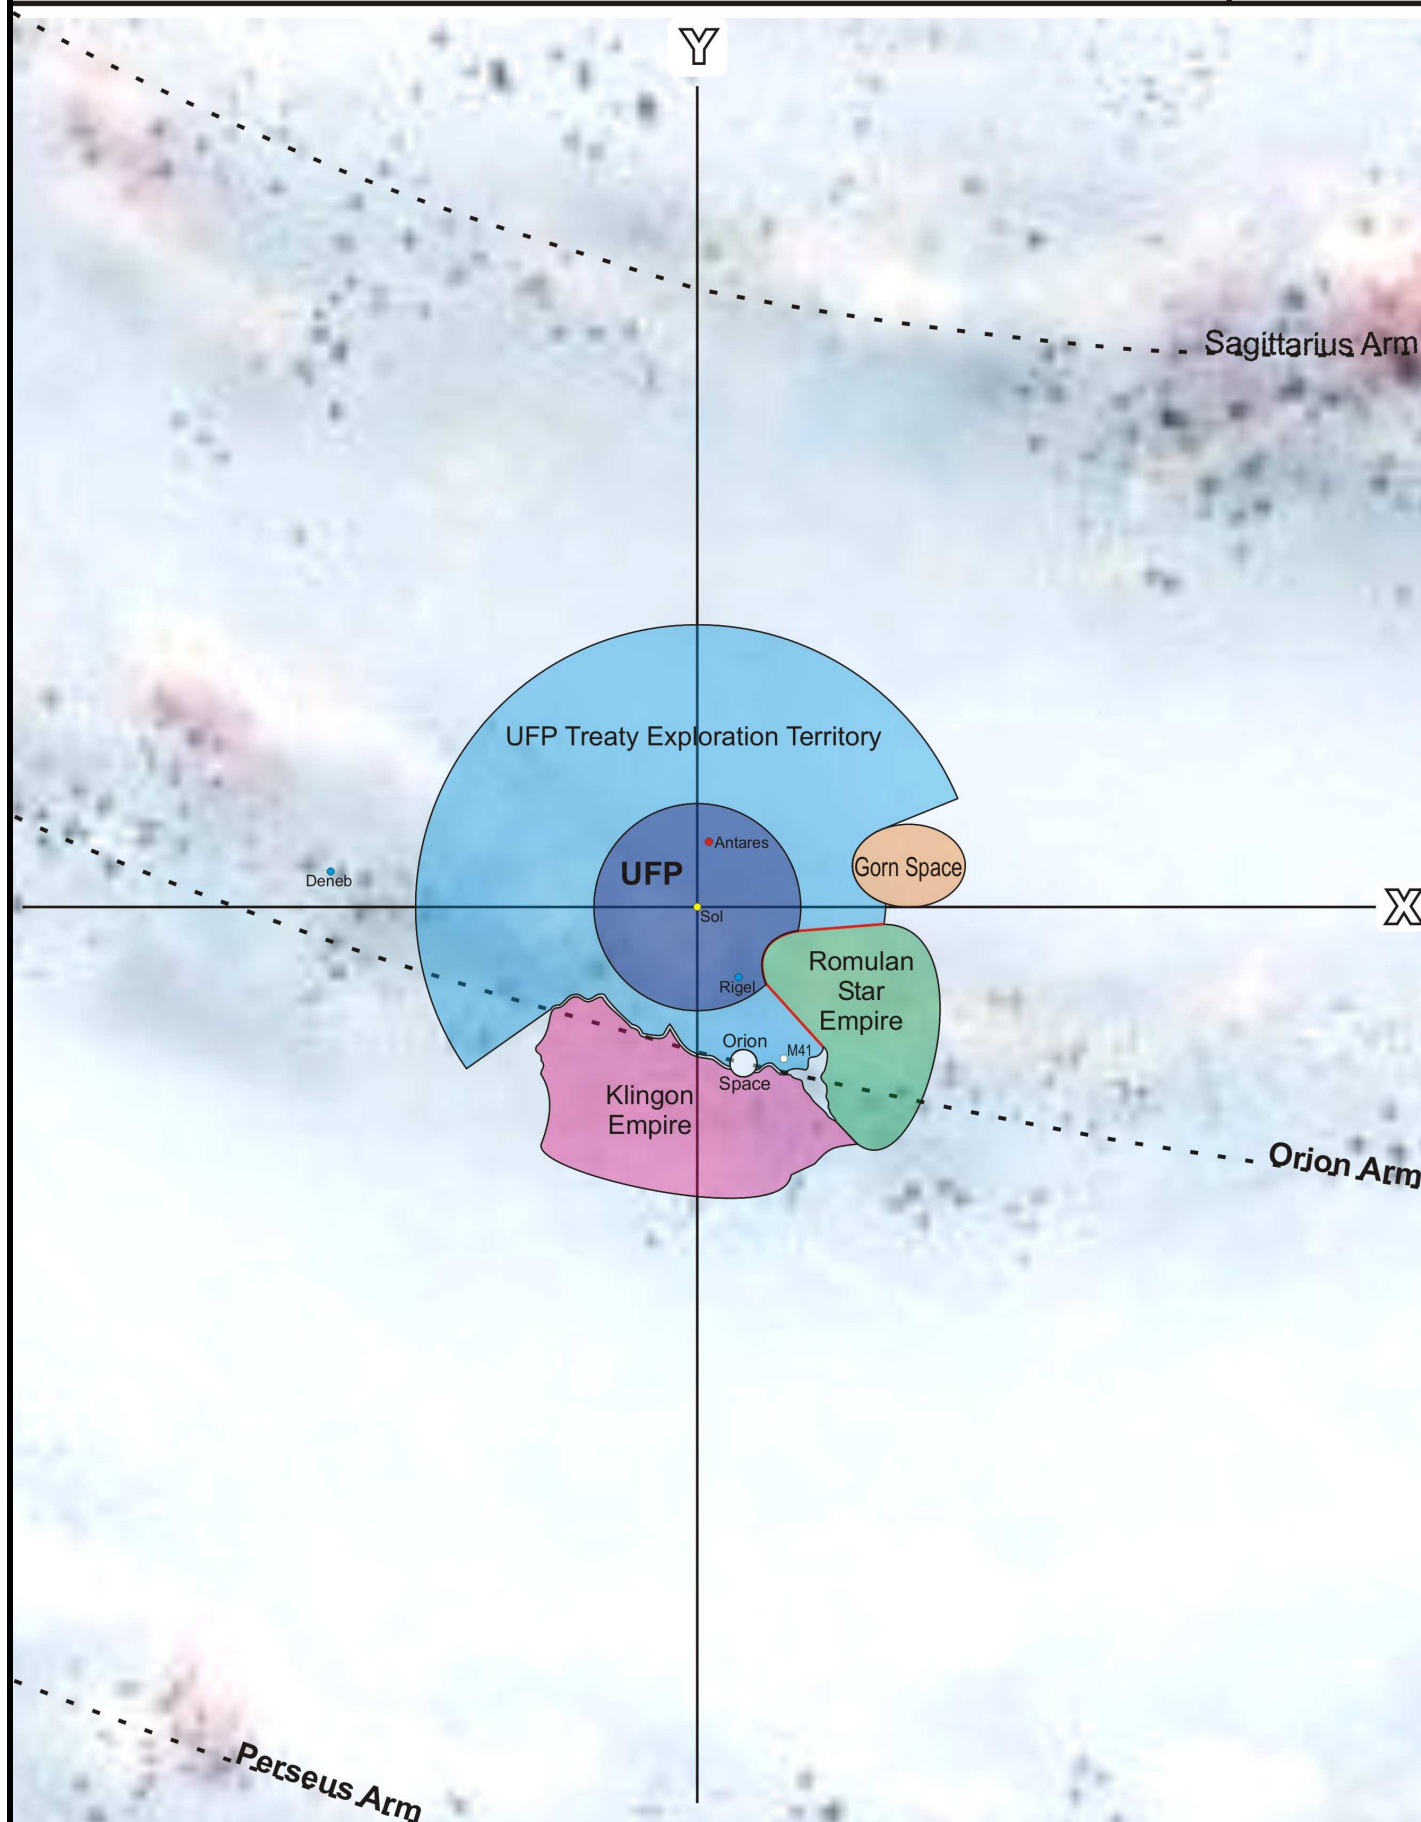 Y
Sagittarius Arm
UFP Treaty Exploration Territory
Antares
UFP
Gorn Space
Deneb
X
Sol
Romulan
Star
Empire
Rigel
Orion
Space
M41
Klingon
Empire
Orion Arm
Perseus Arm